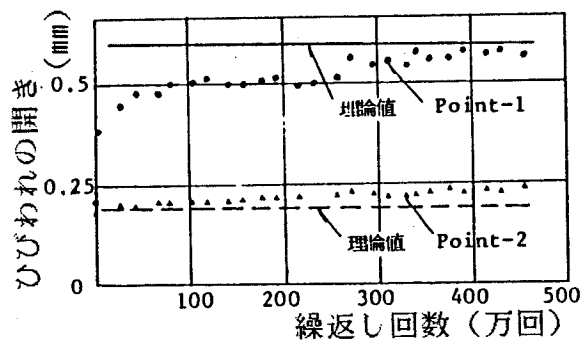 ひびわれの開き (mm)
0.5
0.25
0
理論値
Point-1
理論値
Point-2
100
200
300
400
500
繰返し回数 (万回)